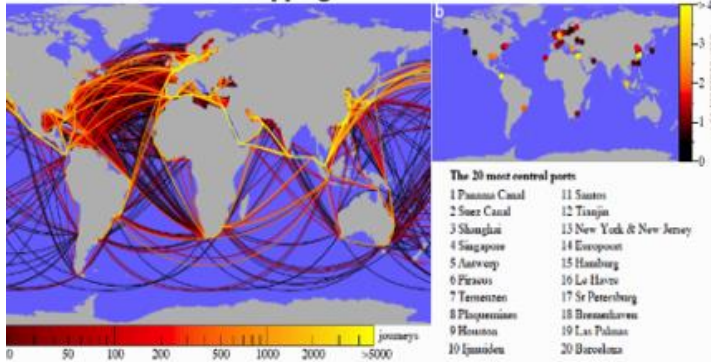 b
0 50 100 200 500 1000 2000 >5000
journeys
0
The 20 most central ports
1 Panama Canal
2 Suez Canal
3 Shanghai
4 Singapore
5 Antwerp
6 Piraeus
7 Terneuzen
8 Plaquemines
9 Houston
10 Ijmuiden
11 Santos
12 Tianjin
13 New York & New Jersey
14 Europoort
15 Hamburg
16 Le Havre
17 St Petersburg
18 Bremerhaven
19 Las Palmas
20 Barcelona